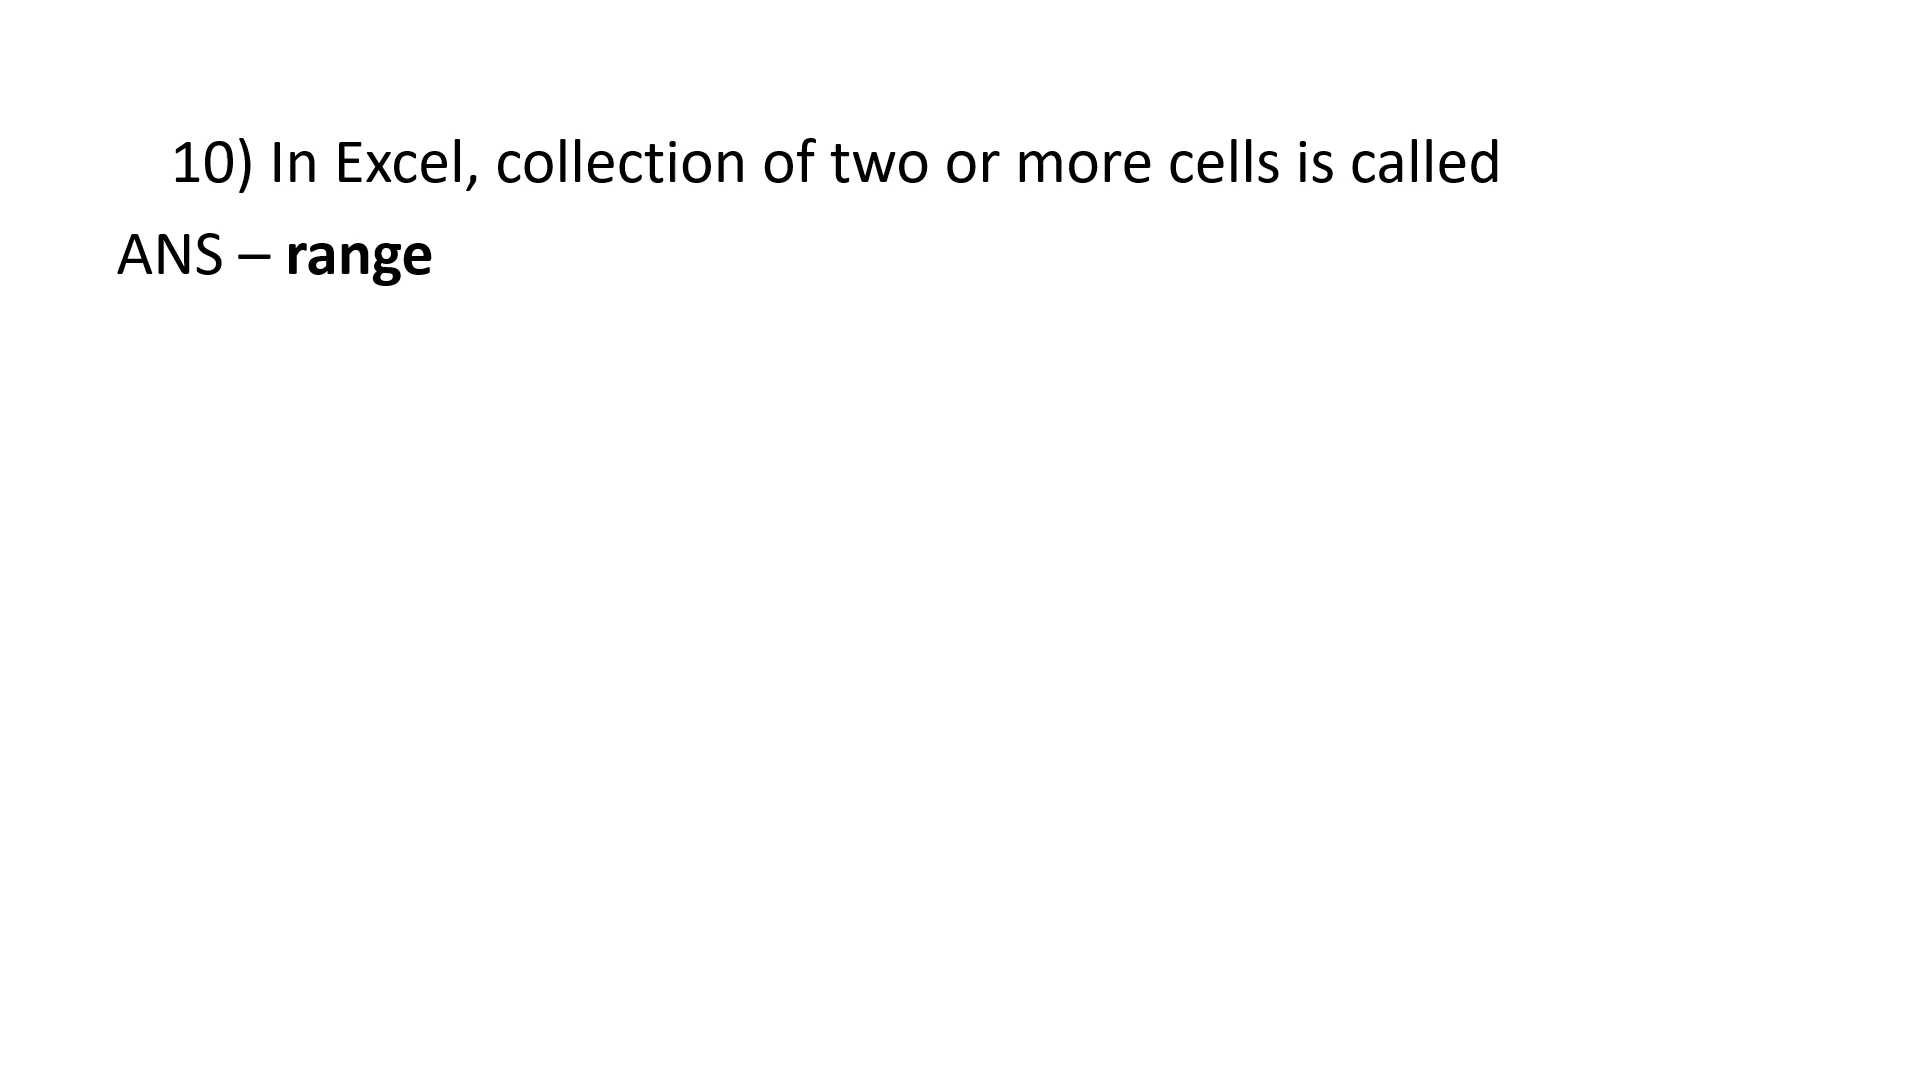 10) In Excel, collection of two or more cells is called
ANS – range